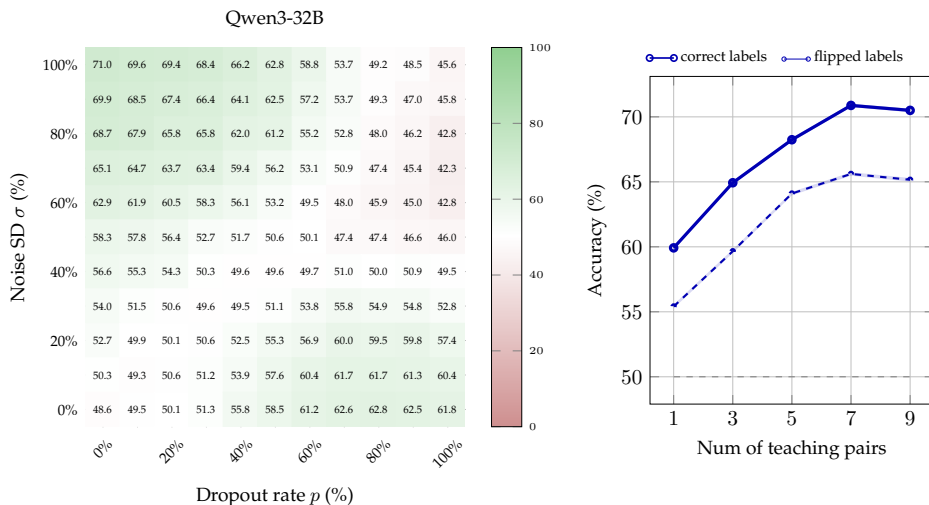 Qwen3-32B
Noise SD σ (%)
100% 71.0 69.6 69.4 68.4 66.2 62.8 58.8 53.7 49.2 48.5 45.6
69.9 68.5 67.4 66.4 64.1 62.5 57.2 53.7 49.3 47.0 45.8
80% 68.7 67.9 65.8 65.8 62.0 61.2 55.2 52.8 48.0 46.2 42.8
65.1 64.7 63.7 63.4 59.4 56.2 53.1 50.9 47.4 45.4 42.3
60% 62.9 61.9 60.5 58.3 56.1 53.2 49.5 48.0 45.9 45.0 42.8
58.3 57.8 56.4 52.7 51.7 50.6 50.1 47.4 47.4 46.6 46.0
40% 56.6 55.3 54.3 50.3 49.6 49.6 49.7 51.0 50.0 50.9 49.5
54.0 51.5 50.6 49.6 49.5 51.1 53.8 55.8 54.9 54.8 52.8
20% 52.7 49.9 50.1 50.6 52.5 55.3 56.9 60.0 59.5 59.8 57.4
50.3 49.3 50.6 51.2 53.9 57.6 60.4 61.7 61.7 61.3 60.4
0% 48.6 49.5 50.1 51.3 55.8 58.5 61.2 62.6 62.8 62.5 61.8
0% 20% 40% 60% 80% 100%
Dropout rate p (%)
100
80
60
40
20
0
correct labels flipped labels
Accuracy (%)
70
65
60
55
50
1 3 5 7 9
Num of teaching pairs